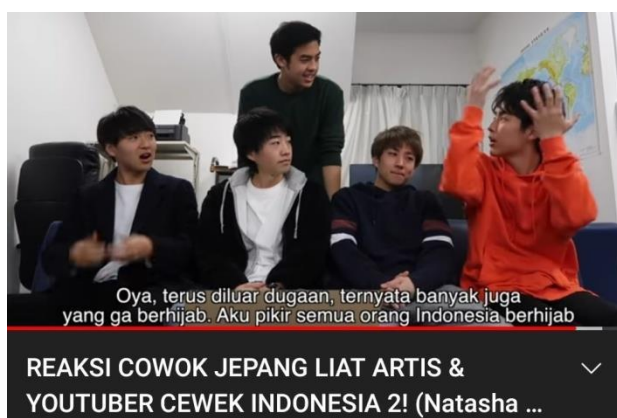 Oya, terus diluar dugaan, ternyata banyak juga
yang ga berhijab. Aku pikir semua orang Indonesia berhijab
REAKSI COWOK JEPANG LIAT ARTIS &
YOUTUBER CEWEK INDONESIA 2! (Natasha ...